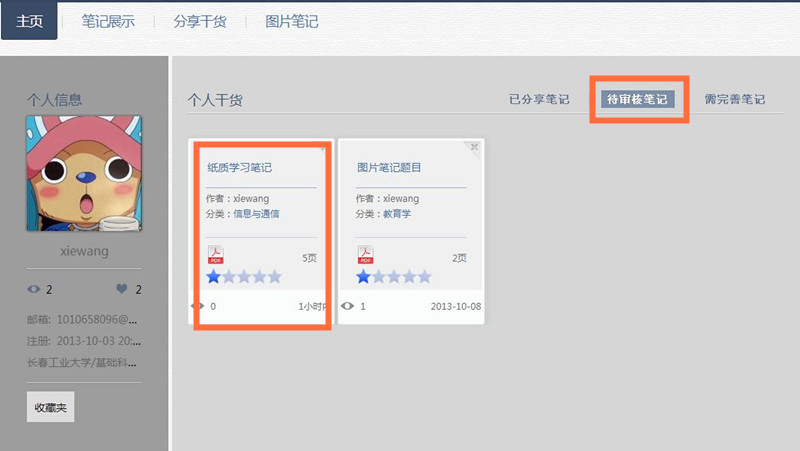 主页 笔记展示 分享干货 图片笔记
个人信息
xiewang
2 2
邮箱: 1010658096@...
注册: 2013-10-03 20:...
长春工业大学/基础科...
收藏夹
个人干货 已分享笔记 待审核笔记 需完善笔记
纸质学习笔记
作者：xiewang
分类：信息与通信
PDF
5页
0 1小时内
图片笔记题目
作者：xiewang
分类：教育学
PDF
2页
1 2013-10-08